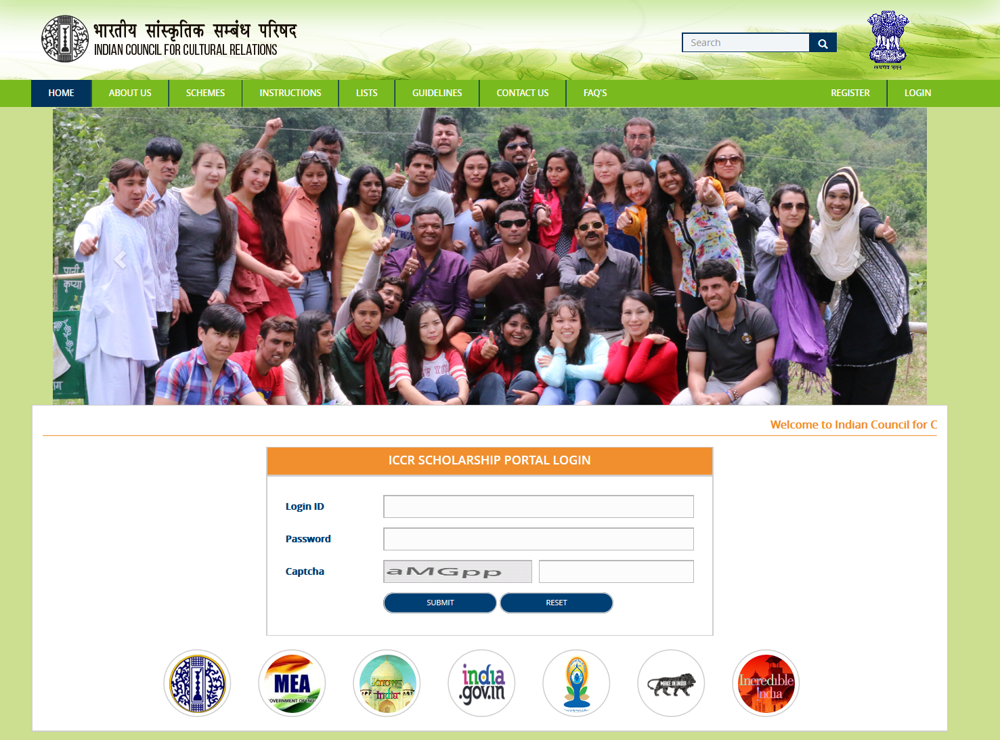 भारतीय सांस्कृतिक सम्बंध परिषद
INDIAN COUNCIL FOR CULTURAL RELATIONS
Search
सत्यमेव जयते
HOME ABOUT US SCHEMES INSTRUCTIONS LISTS GUIDELINES CONTACT US FAQ'S REGISTER LOGIN
पानी
कृप्या
Welcome to Indian Council for C
ICCR SCHOLARSHIP PORTAL LOGIN
Login ID
Password
Captcha aMGpp
SUBMIT RESET
MEA
GOVERNMENT OF INDI
Know India
india.gov.in
MAKE IN INDIA
Incredible India